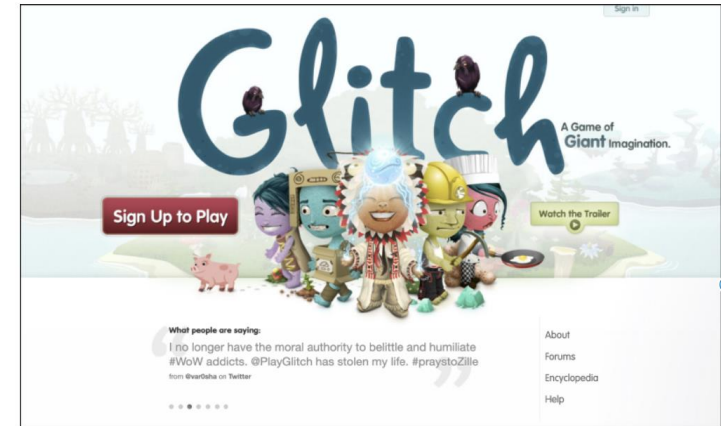 Sign in
Glitch
A Game of
Giant Imagination.
Sign Up to Play
Watch the Trailer
What people are saying:
I no longer have the moral authority to belittle and humiliate
#WoW addicts. @PlayGlitch has stolen my life. #praystoZille
from @var0sha on Twitter
About
Forums
Encyclopedia
Help